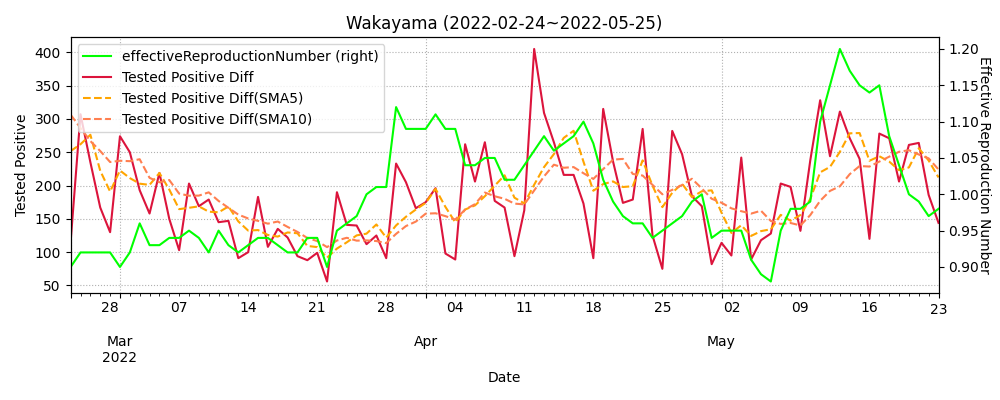 Wakayama (2022-02-24~2022-05-25)
effectiveReproductionNumber (right)
Tested Positive Diff
Tested Positive Diff(SMA5)
Tested Positive Diff(SMA10)
Tested Positive
400
350
300
250
200
150
100
50
1.20
1.15
1.10
1.05
1.00
0.95
0.90
Effective Reproduction Number
28 07 14 21 28 04 11 18 25 02 09 16 23
Mar Apr May
2022
Date